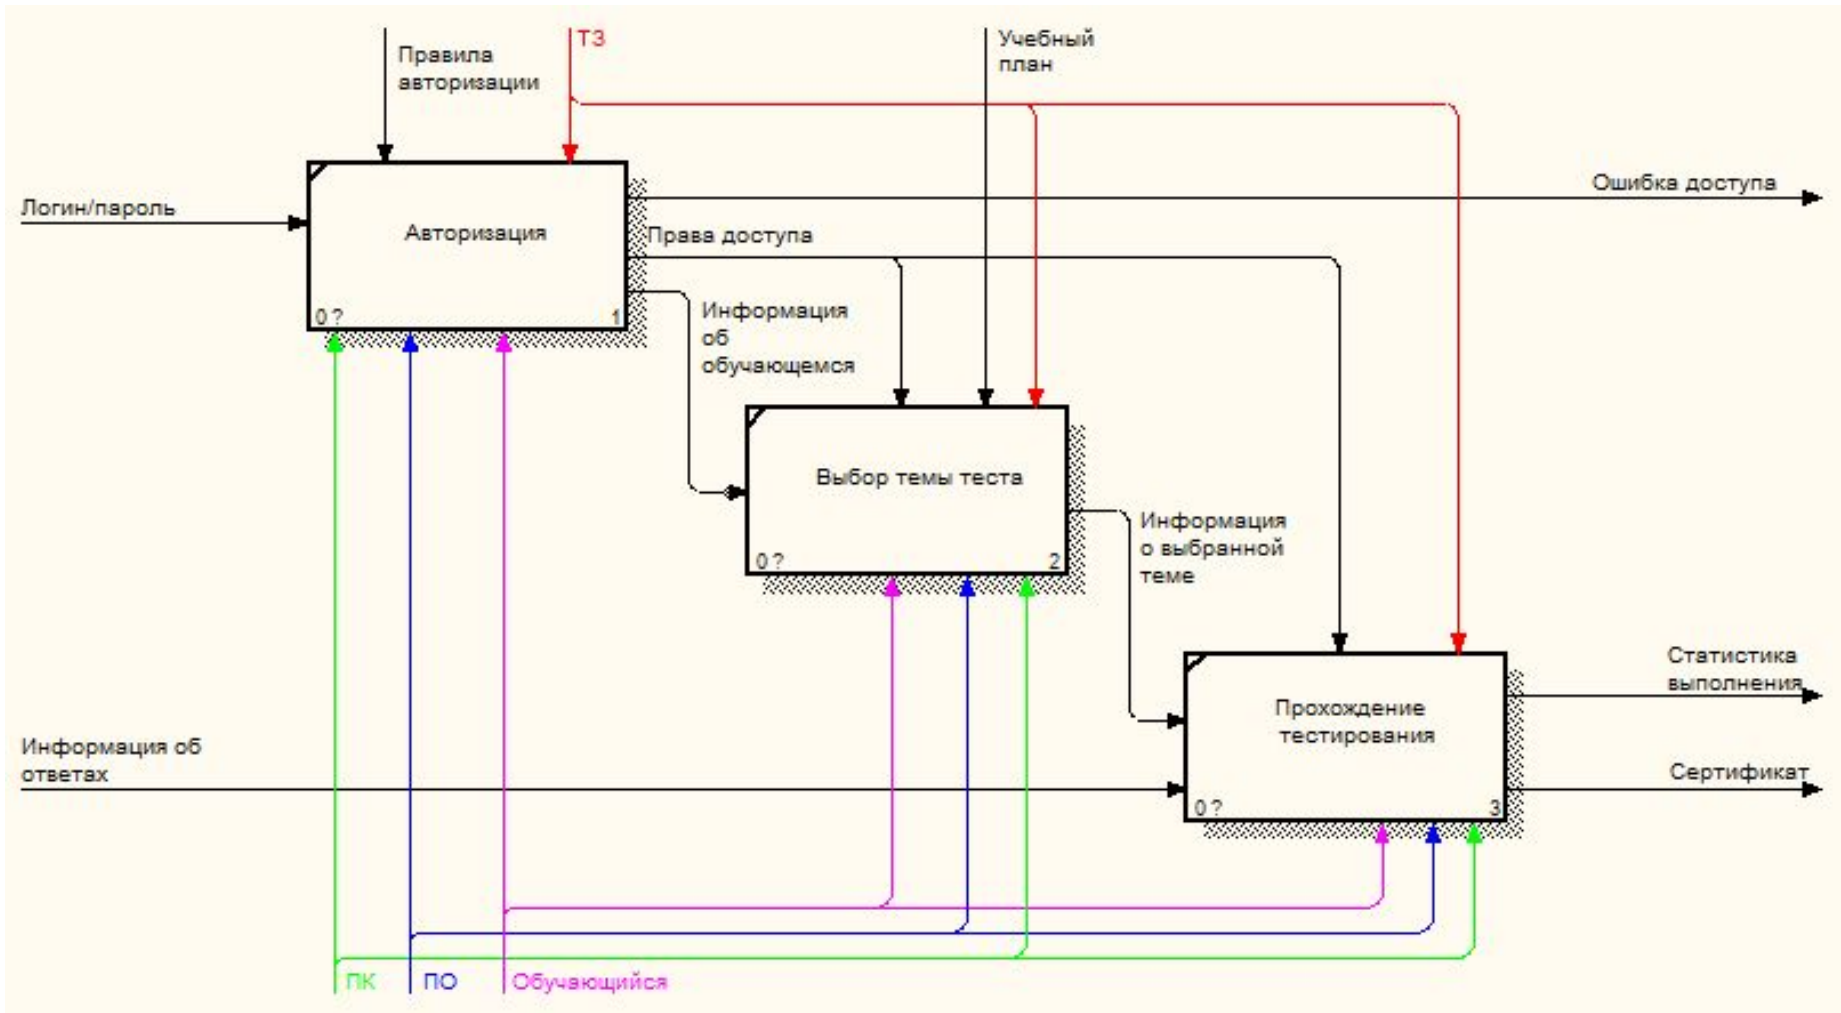 Правила
авторизации
ТЗ
Учебный
план
Логин/пароль
Авторизация
0 ?
1
Ошибка доступа
Права доступа
Информация
об
обучающемся
Выбор темы теста
0 ?
2
Информация
о выбранной
теме
Прохождение
тестирования
0 ?
3
Статистика
выполнения
Сертификат
Информация об
ответах
ПК
ПО
Обучающийся